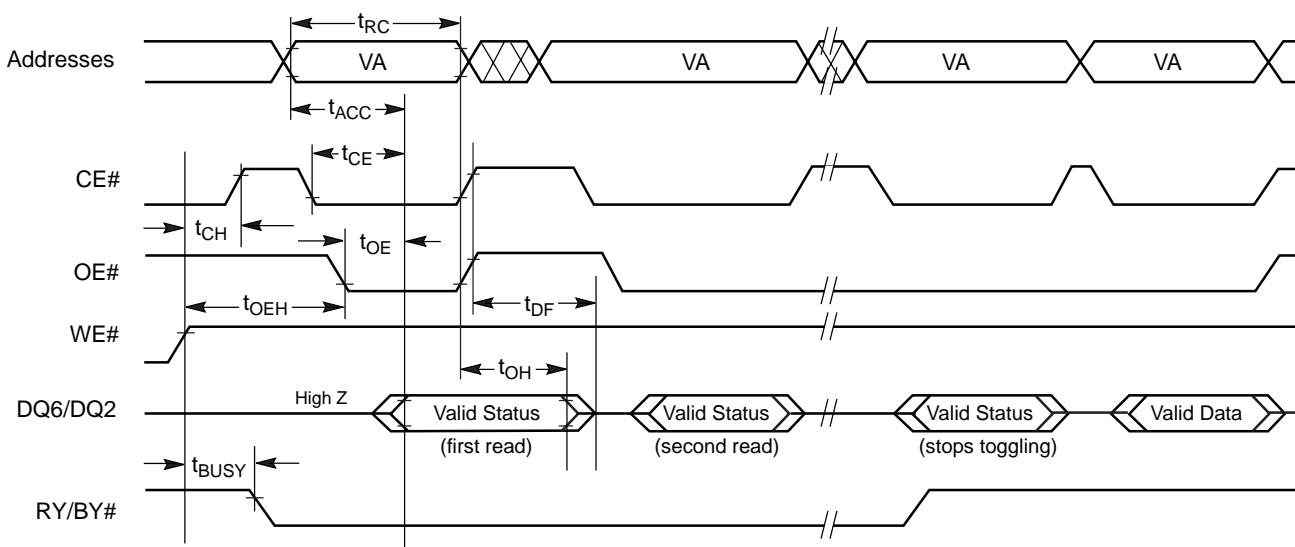 tRC
Addresses VA VA VA VA
tACC
tCE
CE#
tCH
tOE
OE#
tOEH
tDF
WE#
tOH
High Z
DQ6/DQ2 Valid Status Valid Status Valid Status Valid Data
(first read) (second read) (stops toggling)
tBUSY
RY/BY#